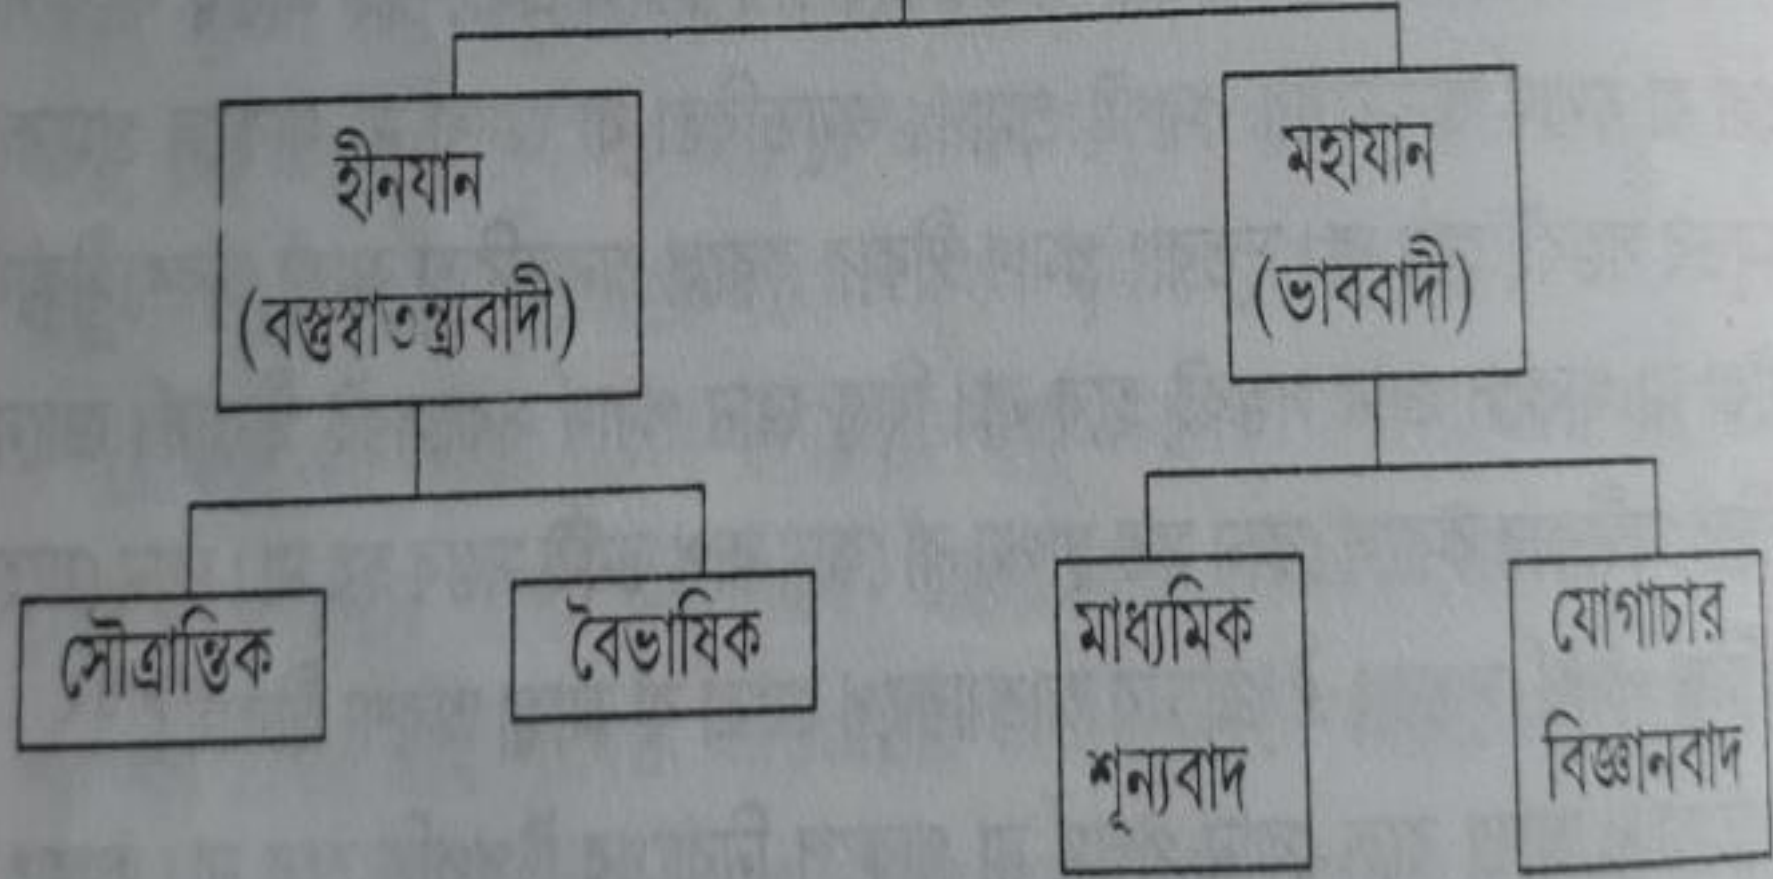 হীনযান
(বস্তুস্বাতন্ত্র্যবাদী)
মহাযান
(ভাববাদী)
সৌত্রান্তিক
বৈভাষিক
মাধ্যমিক
শূন্যবাদ
যোগাচার
বিজ্ঞানবাদ